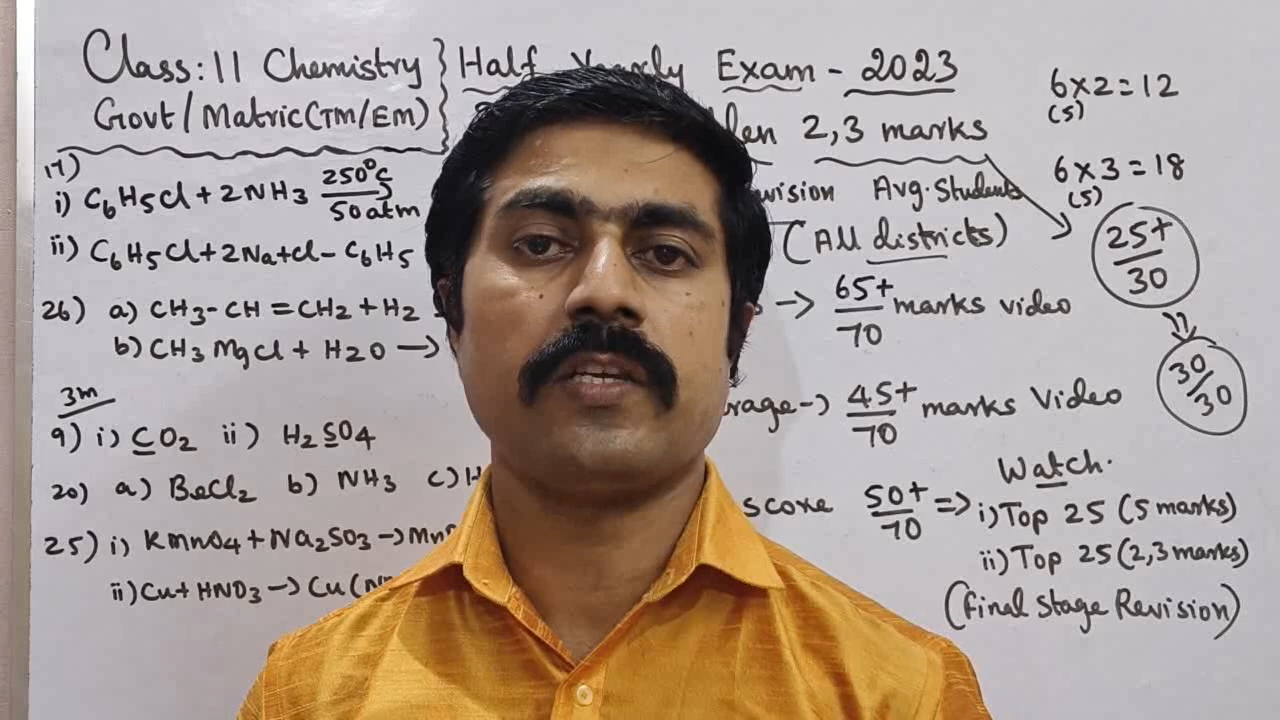 Class: 11 Chemistry } Half Yearly Exam - 2023
Govt / Matric (TM/EM) } 2,3 marks
Avg. Students
(All districts)
6x2=12
(5)
6x3=18
(5)
25+/30
30/30
17)
i) C6H5Cl + 2NH3 250°C 50 atm
ii) C6H5Cl + 2Na + Cl - C6H5
26) a) CH3-CH=CH2 + H2
b) CH3MgCl + H2O →
3m
9) i) CO2 ii) H2SO4
20) a) BeCl2 b) NH3 c)
25) i) KMnO4 + Na2SO3 →
ii) Cu + HNO3 → Cu
→ 65+/70 marks video
45+/70 marks Video
score 50+/70 =>
Watch.
i) Top 25 (5 marks)
ii) Top 25 (2,3 marks)
(Final Stage Revision)